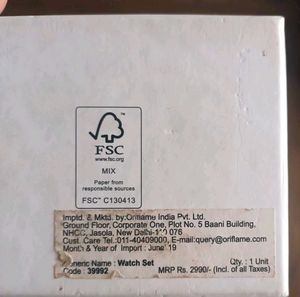 FSC
www.fsc.org
MIX
Paper from
responsible sources
FSC™ C130413
Imptd. & Mktd. by:Oriflame India Pvt. Ltd.
Ground Floor, Corporate One, Plot No. 5 Baani Building,
NHCC, Jasola, New Delhi-110 076
Cust. Care Tel.:011-40409000, E-mail:query@oriflame.com
Month & Year of Import : June' 19
eneric Name: Watch Set Qty. : 1 Unit
Code : 39992 MRP Rs. 2990/- (Incl. of all Taxes)